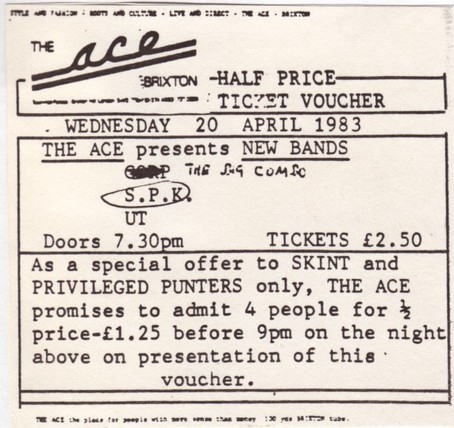 STYLE AND FASHION : ROOTS AND CULTURE - LIVE AND DIRECT - THE ACE - BRIXTON
THE ace
BRIXTON
HALF PRICE
TICKET VOUCHER
WEDNESDAY 20 APRIL 1983
THE ACE presents NEW BANDS
THE BIG COMBO
S.P.K.
UT
Doors 7.30pm TICKETS £2.50
As a special offer to SKINT and
PRIVILEGED PUNTERS only, THE ACE
promises to admit 4 people for ½
price-£1.25 before 9pm on the night
above on presentation of this
voucher.
THE ACE the place for people with more sense than money 100 yds BRIXTON tube.